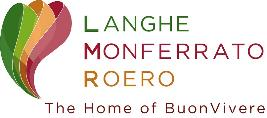 LANGHE
MONFERRATO
ROERO
The Home of BuonVivere